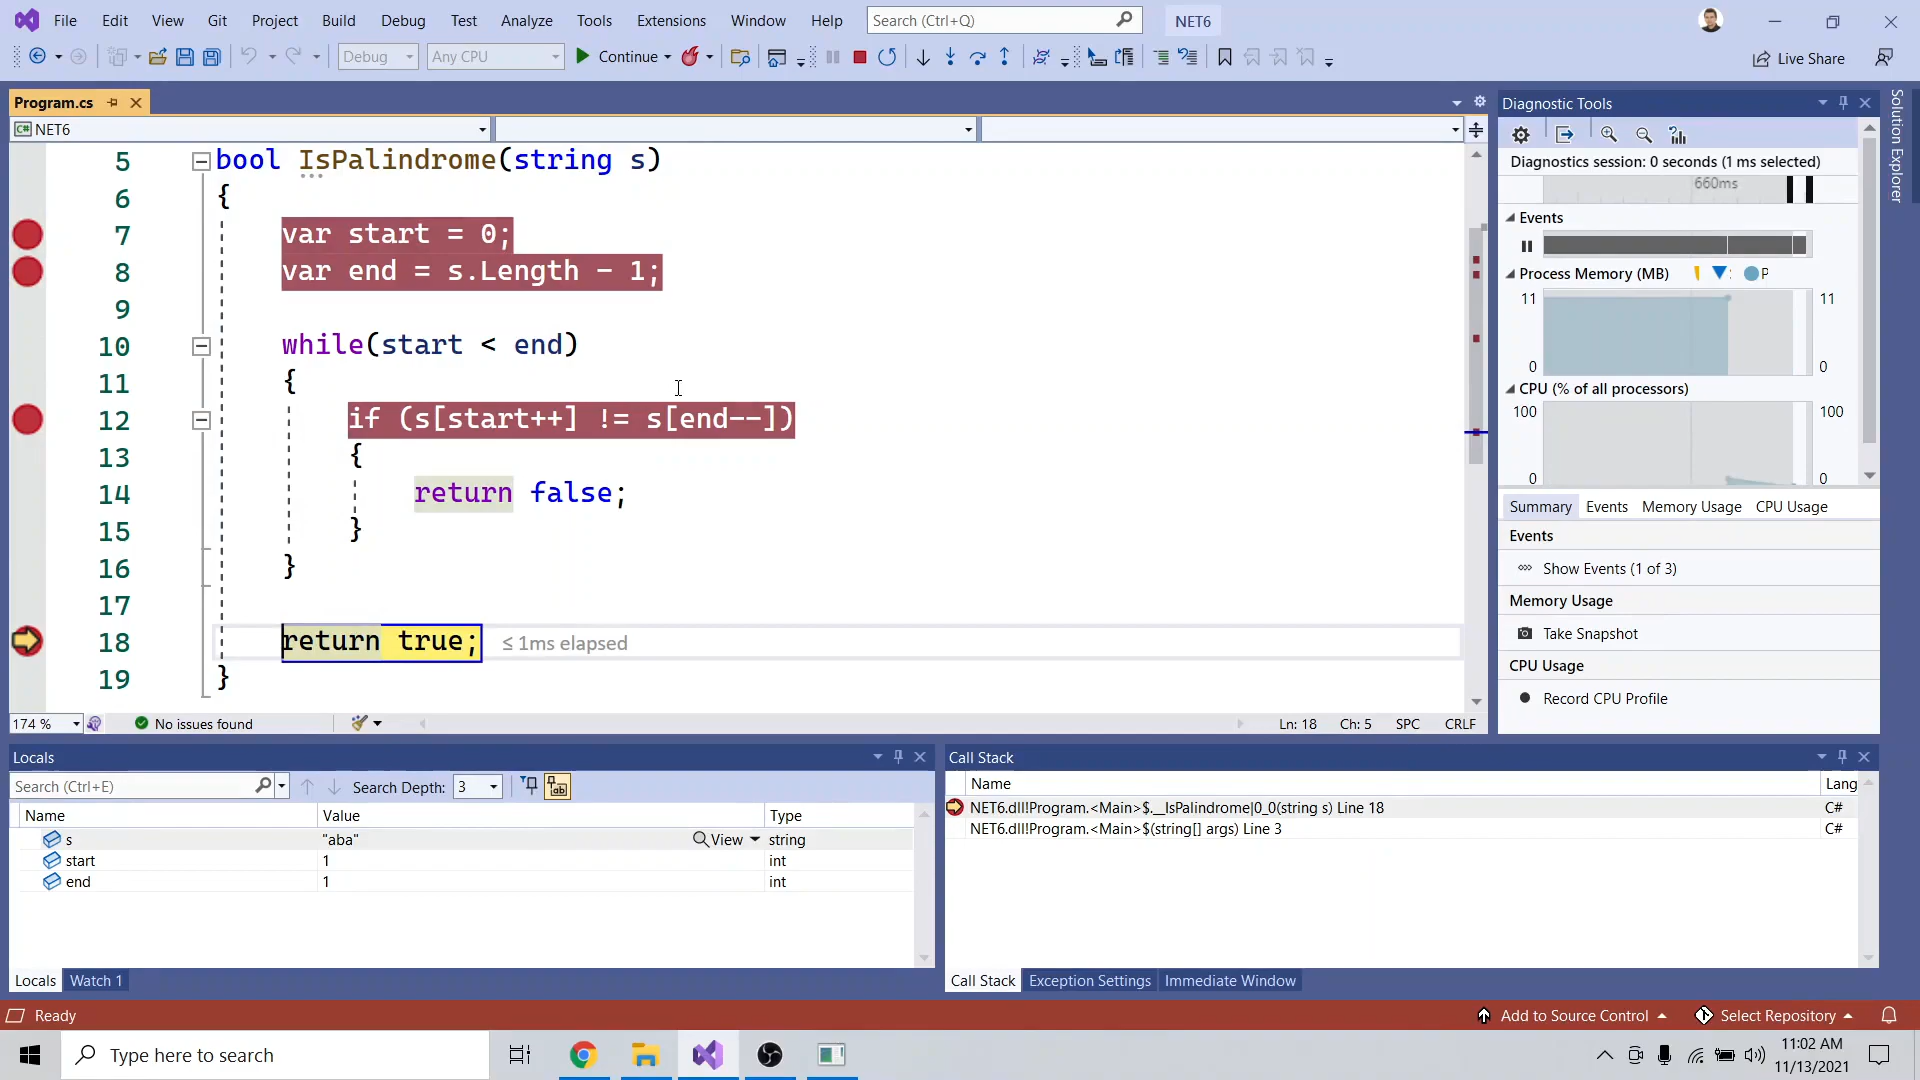 File Edit View Git Project Build Debug Test Analyze Tools Extensions Window Help Search (Ctrl+Q) NET6
Debug Any CPU Continue Live Share
Program.cs
C# NET6
5 bool IsPalindrome(string s)
6 {
7 var start = 0;
8 var end = s.Length - 1;
9
10 while(start < end)
11 {
12 if (s[start++] != s[end--])
13 {
14 return false;
15 }
16 }
17
18 return true; ≤ 1ms elapsed
19 }
174 % No issues found Ln: 18 Ch: 5 SPC CRLF
Diagnostic Tools
Diagnostics session: 0 seconds (1 ms selected)
660ms
Events
Process Memory (MB) P
11 11
0 0
CPU (% of all processors)
100 100
0 0
Summary Events Memory Usage CPU Usage
Events
Show Events (1 of 3)
Memory Usage
Take Snapshot
CPU Usage
Record CPU Profile
Solution Explorer
Locals
Search (Ctrl+E) Search Depth: 3
Name Value Type
s "aba" View string
start 1 int
end 1 int
Locals Watch 1
Call Stack
Name Lang
NET6.dll!Program.<Main>$.__IsPalindrome|0_0(string s) Line 18 C#
NET6.dll!Program.<Main>$(string[] args) Line 3 C#
Call Stack Exception Settings Immediate Window
Ready Add to Source Control Select Repository
Type here to search 11:02 AM
11/13/2021